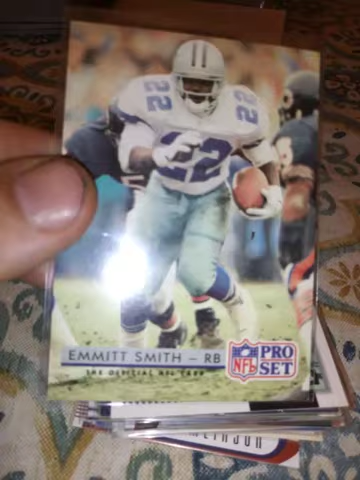 22
22
22
EMMITT SMITH – RB
THE OFFICIAL NFL CARD
NFL
PRO
SET